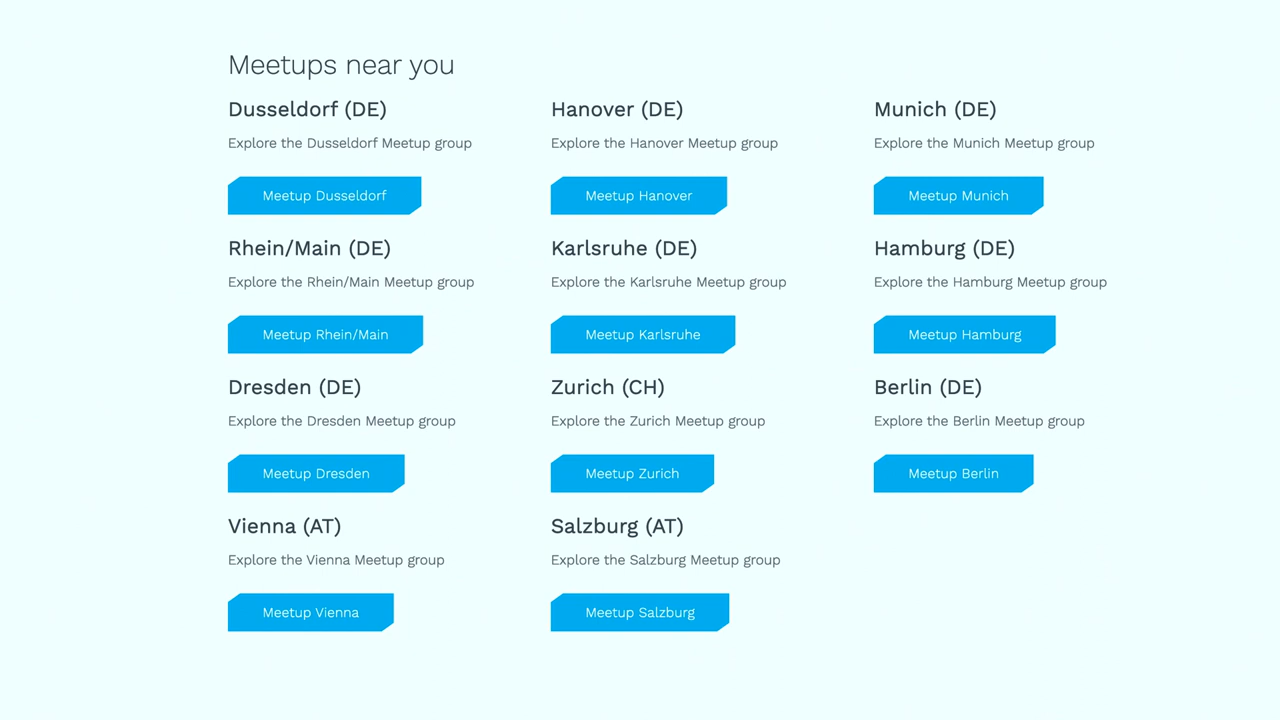 Meetups near you
Dusseldorf (DE)
Explore the Dusseldorf Meetup group
Meetup Dusseldorf
Hanover (DE)
Explore the Hanover Meetup group
Meetup Hanover
Munich (DE)
Explore the Munich Meetup group
Meetup Munich
Rhein/Main (DE)
Explore the Rhein/Main Meetup group
Meetup Rhein/Main
Karlsruhe (DE)
Explore the Karlsruhe Meetup group
Meetup Karlsruhe
Hamburg (DE)
Explore the Hamburg Meetup group
Meetup Hamburg
Dresden (DE)
Explore the Dresden Meetup group
Meetup Dresden
Zurich (CH)
Explore the Zurich Meetup group
Meetup Zurich
Berlin (DE)
Explore the Berlin Meetup group
Meetup Berlin
Vienna (AT)
Explore the Vienna Meetup group
Meetup Vienna
Salzburg (AT)
Explore the Salzburg Meetup group
Meetup Salzburg